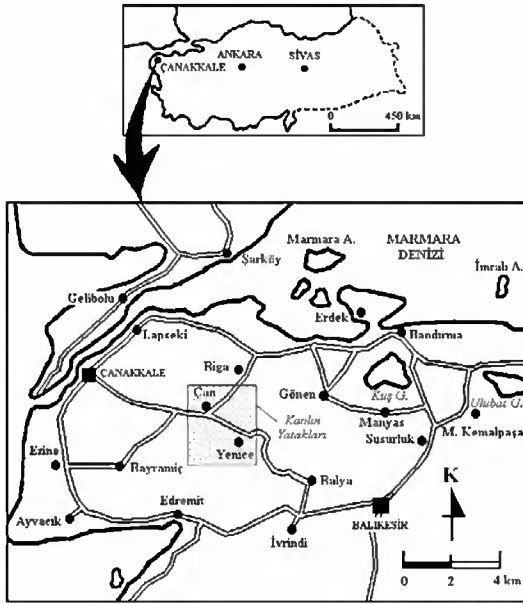 ANKARA
SİVAS
ÇANAKKALE
0 450 km
Marmara A.
MARMARA
DENİZİ
Şarköy
İmralı A.
Gelibolu
Erdek
Lapseki
Bandırma
Biga
ÇANAKKALE
Çan
Gönen
Kuş G.
Ulubat G.
Kaolin
Yatakları
Manyas
M. Kemalpaşa
Susurluk
Yenice
Ezine
Bayramiç
Balya
K
Edremit
Ayvacık
BALIKESİR
İvrindi
0 2 4 km